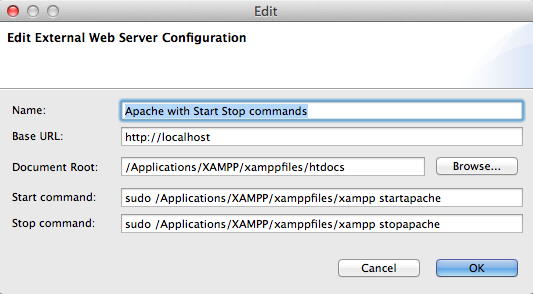 Edit
Edit External Web Server Configuration
Name: Apache with Start Stop commands
Base URL: http://localhost
Document Root: /Applications/XAMPP/xamppfiles/htdocs Browse...
Start command: sudo /Applications/XAMPP/xamppfiles/xampp startapache
Stop command: sudo /Applications/XAMPP/xamppfiles/xampp stopapache
Cancel OK